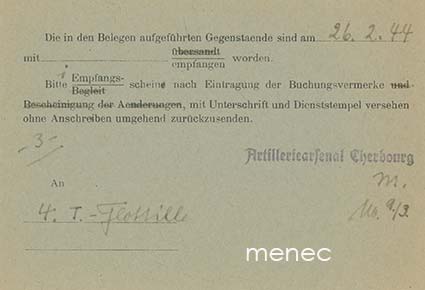 Die in den Belegen aufgeführten Gegenstaende sind am 26. 2. 44
mit übersandt
empfangen worden.
Bitte Empfangs-
Begleit scheine nach Eintragung der Buchungsvermerke und
Bescheinigung der Aenderungen, mit Unterschrift und Dienststempel versehen
ohne Anschreiben umgehend zurückzusenden.
-3-
Artilleriearsenal Cherbourg
An
4. T.-Flottille
menec